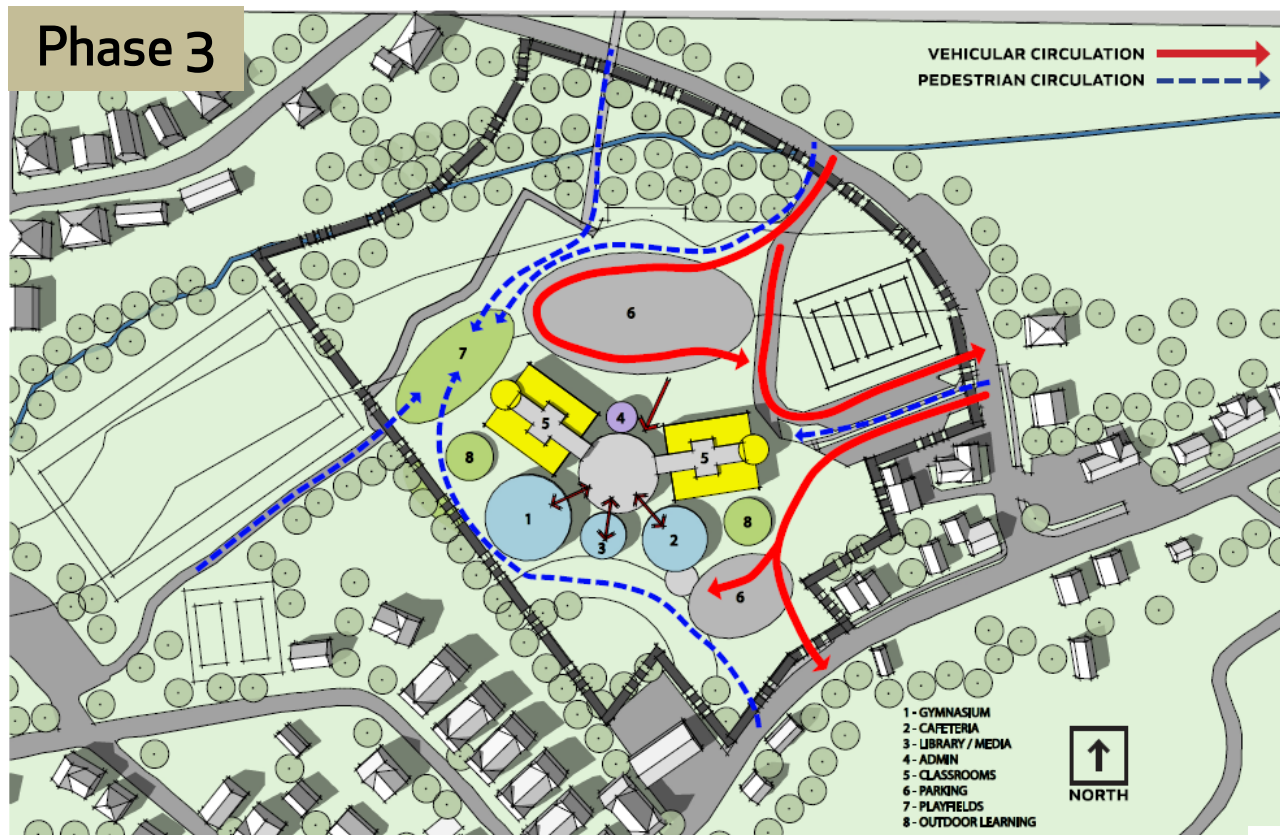 Phase 3
VEHICULAR CIRCULATION
PEDESTRIAN CIRCULATION
6
7
4
5
5
8
1
3
2
8
6
1 - GYMNASIUM
2 - CAFETERIA
3 - LIBRARY / MEDIA
4 - ADMIN
5 - CLASSROOMS
6 - PARKING
7 - PLAYFIELDS
8 - OUTDOOR LEARNING
NORTH